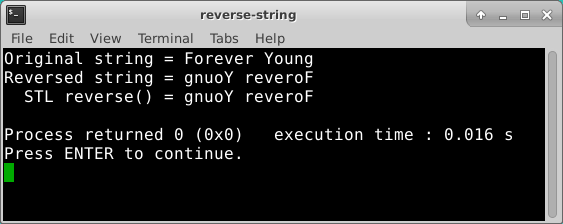 reverse-string
File Edit View Terminal Tabs Help
Original string = Forever Young
Reversed string = gnuoY reveroF
  STL reverse() = gnuoY reveroF
Process returned 0 (0x0)   execution time : 0.016 s
Press ENTER to continue.